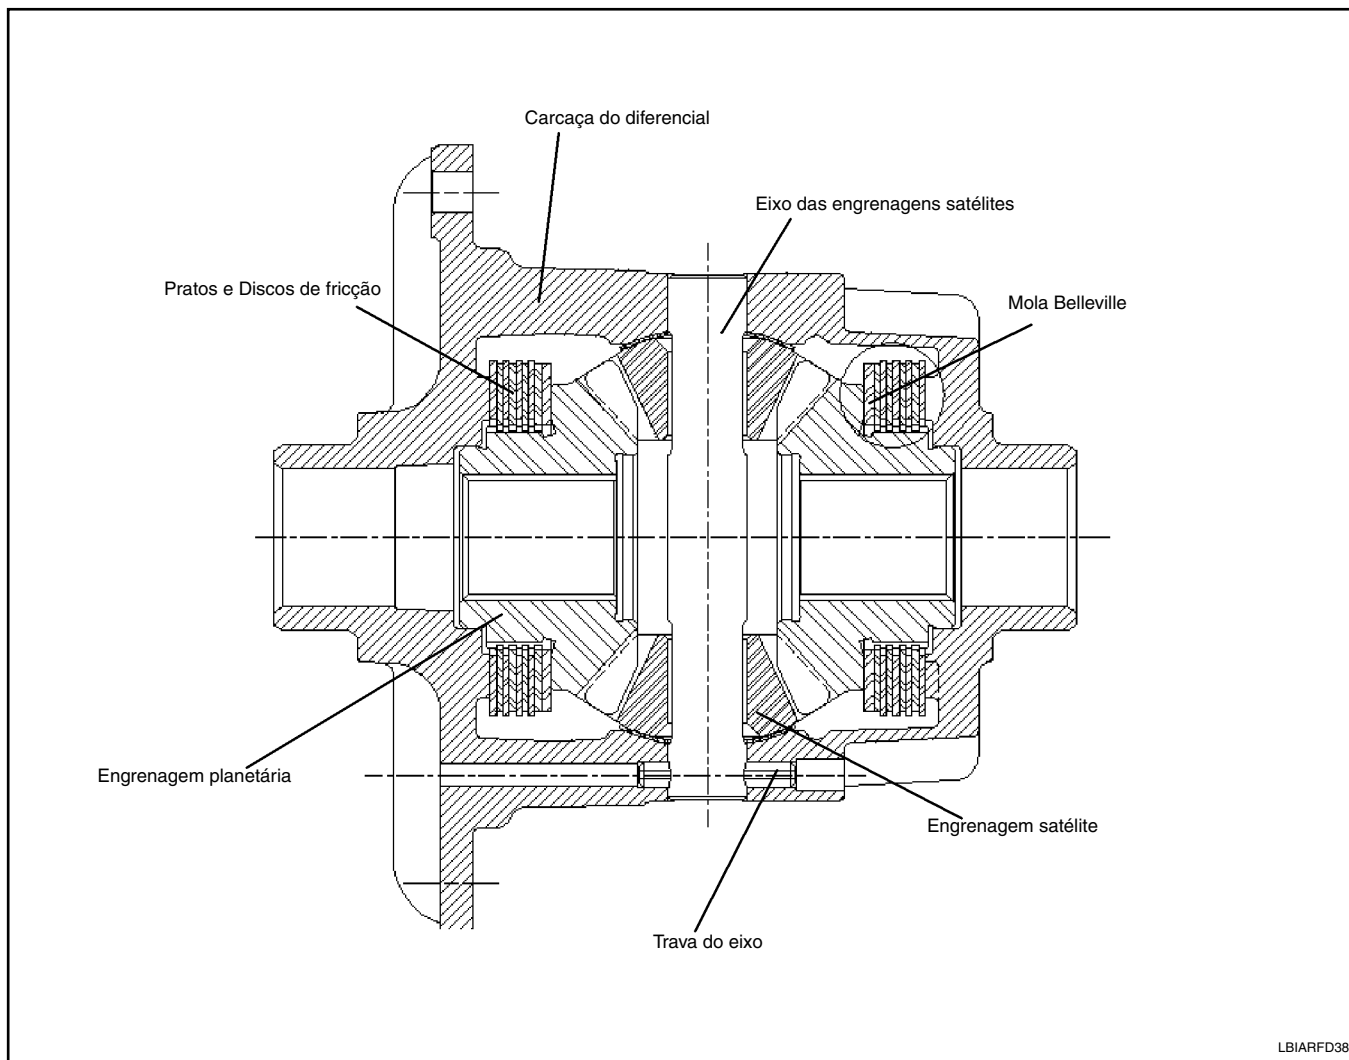 Carcaça do diferencial
Eixo das engrenagens satélites
Pratos e Discos de fricção
Mola Belleville
Engrenagem planetária
Engrenagem satélite
Trava do eixo
LBIARFD38